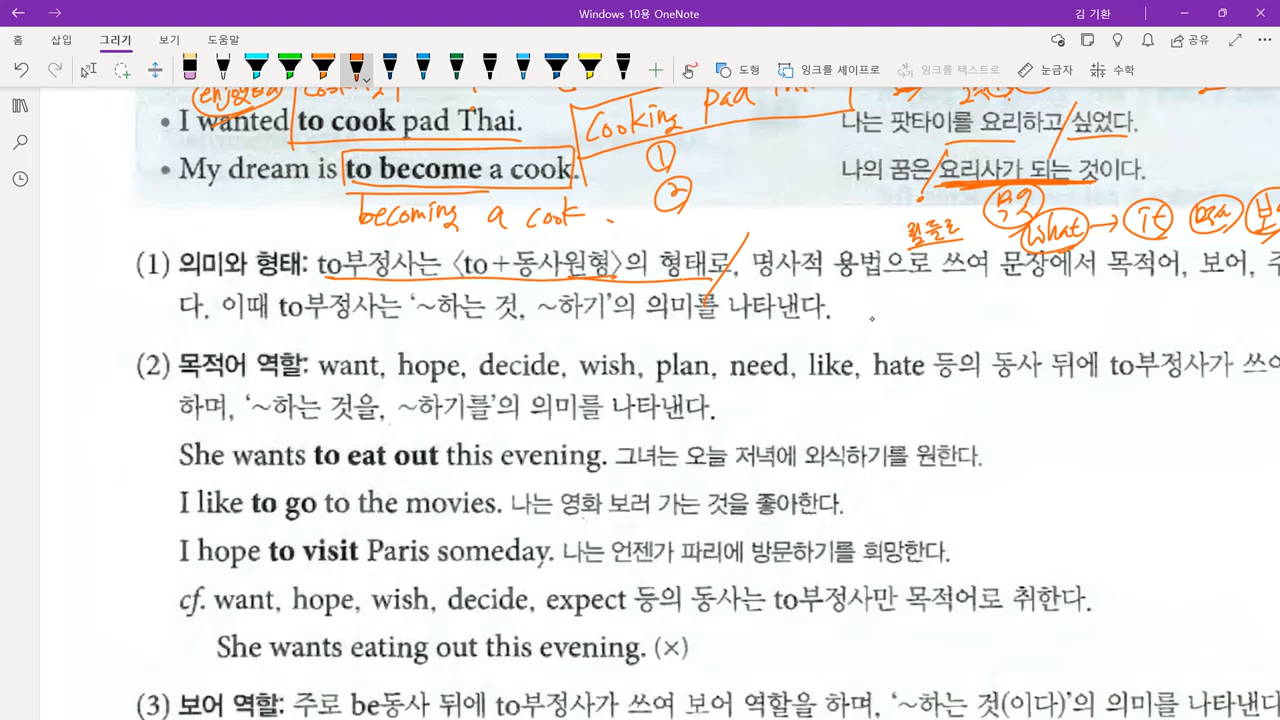 Windows 10용 OneNote
김 기환
홈 삽입 그리기 보기 도움말
공유
도형 잉크를 셰이프로 잉크를 텍스트로 눈금자 수학
enjoyed
Cooking pad
• I wanted to cook pad Thai. 나는 팟타이를 요리하고 싶었다.
①
• My dream is to become a cook. 나의 꿈은 요리사가 되는 것이다.
②
becoming a cook.
what → It
(1) 의미와 형태: to부정사는 〈to+동사원형〉의 형태로, 명사적 용법으로 쓰여 문장에서 목적어, 보어, 주
다. 이때 to부정사는 ‘~하는 것, ~하기’의 의미를 나타낸다.
(2) 목적어 역할: want, hope, decide, wish, plan, need, like, hate 등의 동사 뒤에 to부정사가 쓰여
하며, ‘~하는 것을, ~하기를’의 의미를 나타낸다.
She wants to eat out this evening. 그녀는 오늘 저녁에 외식하기를 원한다.
I like to go to the movies. 나는 영화 보러 가는 것을 좋아한다.
I hope to visit Paris someday. 나는 언젠가 파리에 방문하기를 희망한다.
cf. want, hope, wish, decide, expect 등의 동사는 to부정사만 목적어로 취한다.
She wants eating out this evening. (×)
(3) 보어 역할: 주로 be동사 뒤에 to부정사가 쓰여 보어 역할을 하며, ‘~하는 것(이다)’의 의미를 나타낸다